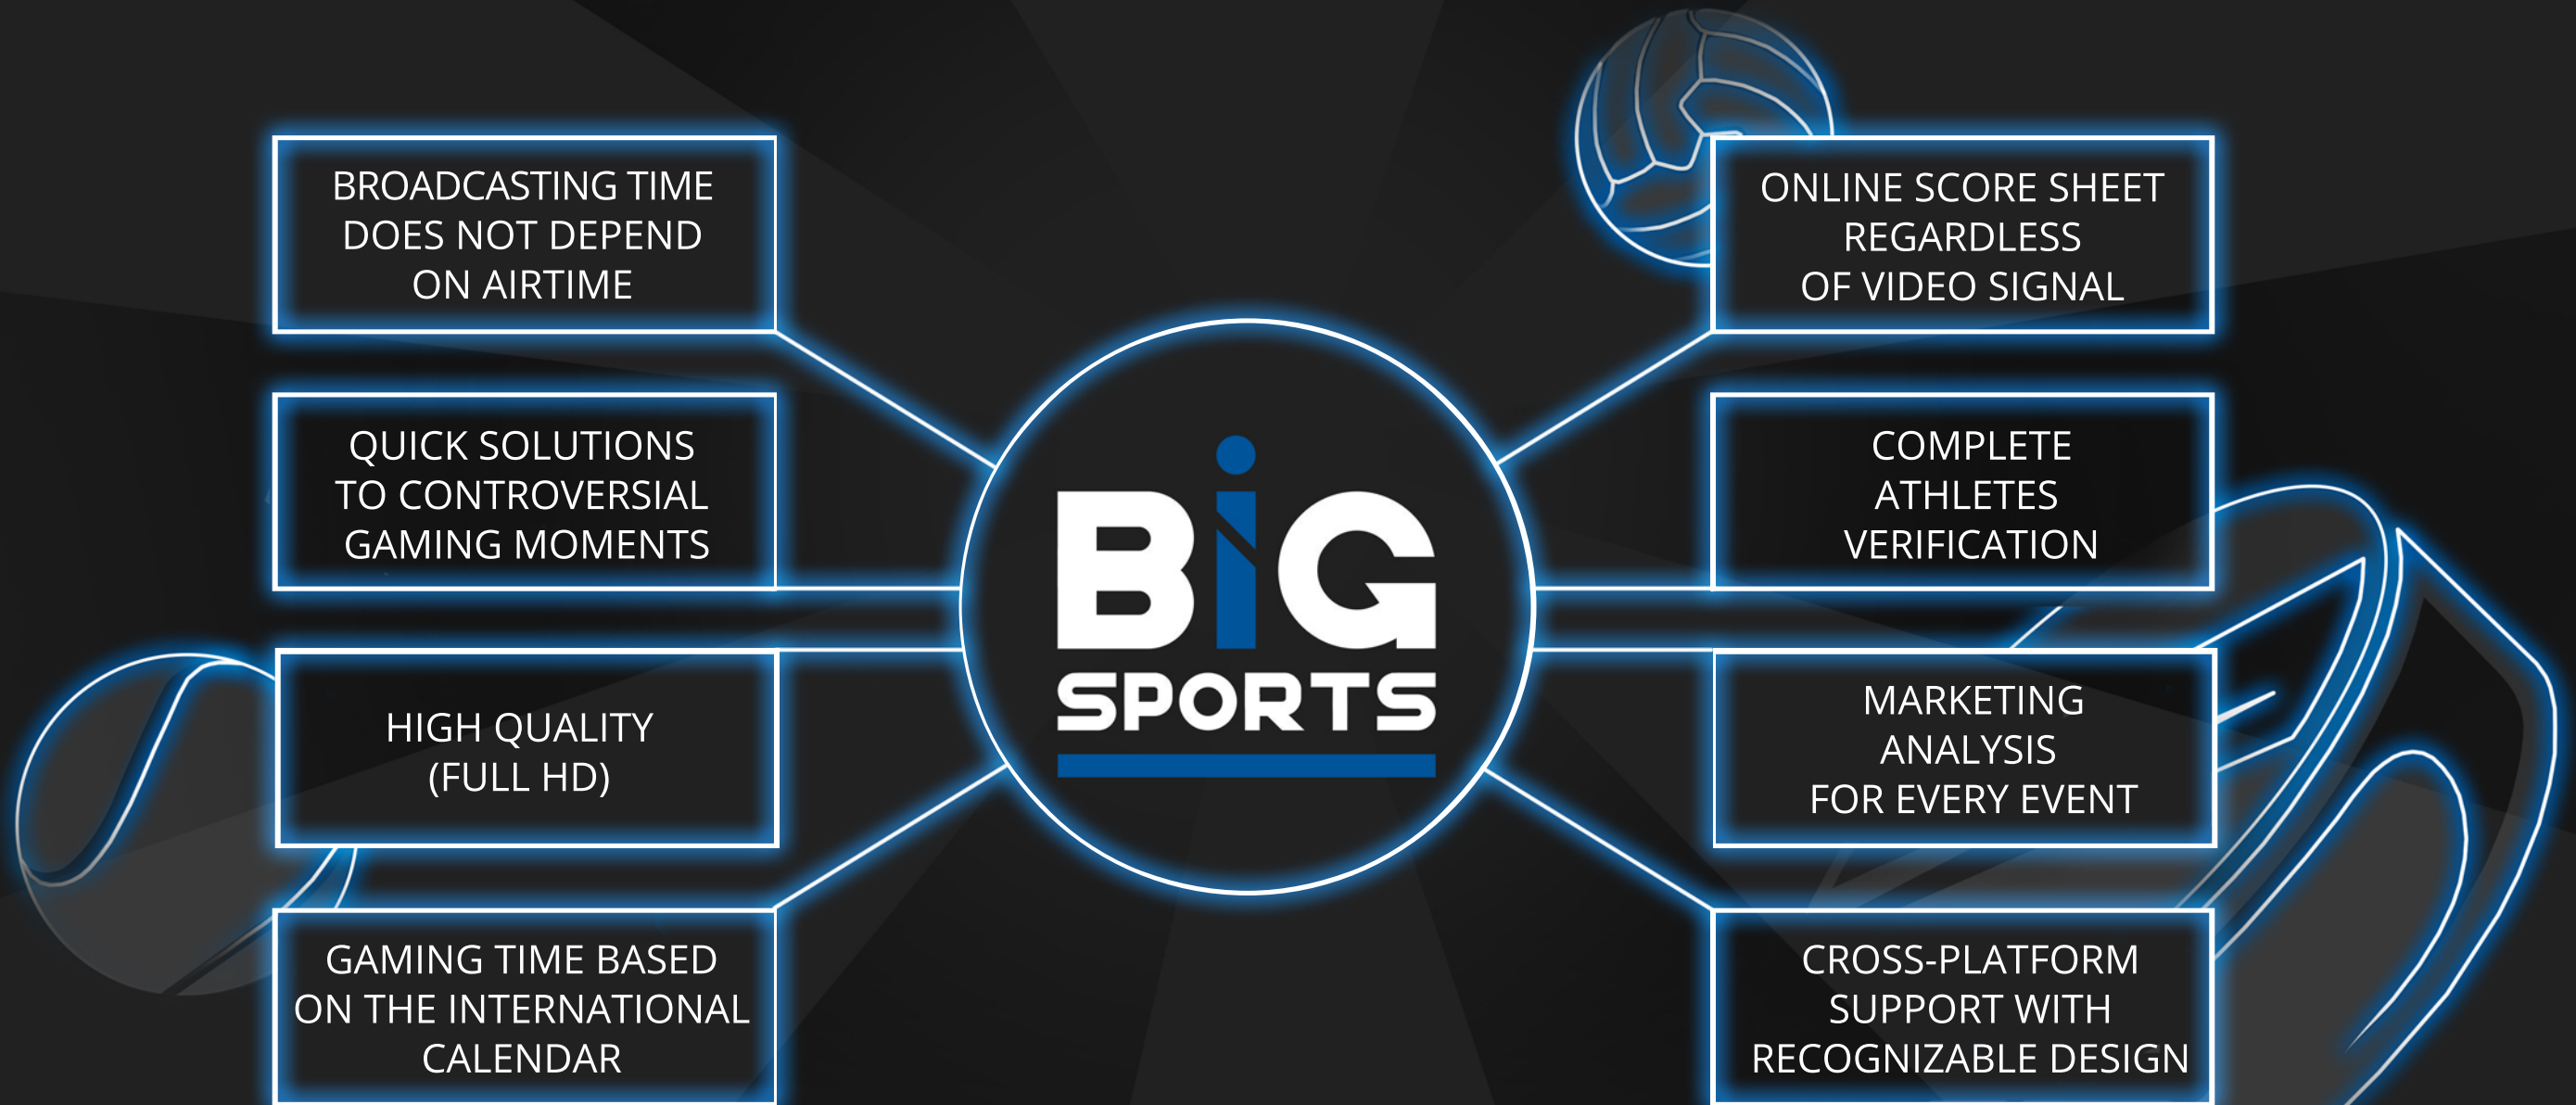 BROADCASTING TIME
DOES NOT DEPEND
ON AIRTIME
QUICK SOLUTIONS
TO CONTROVERSIAL
GAMING MOMENTS
HIGH QUALITY
(FULL HD)
GAMING TIME BASED
ON THE INTERNATIONAL
CALENDAR
BiG
SPORTS
ONLINE SCORE SHEET
REGARDLESS
OF VIDEO SIGNAL
COMPLETE
ATHLETES
VERIFICATION
MARKETING
ANALYSIS
FOR EVERY EVENT
CROSS-PLATFORM
SUPPORT WITH
RECOGNIZABLE DESIGN